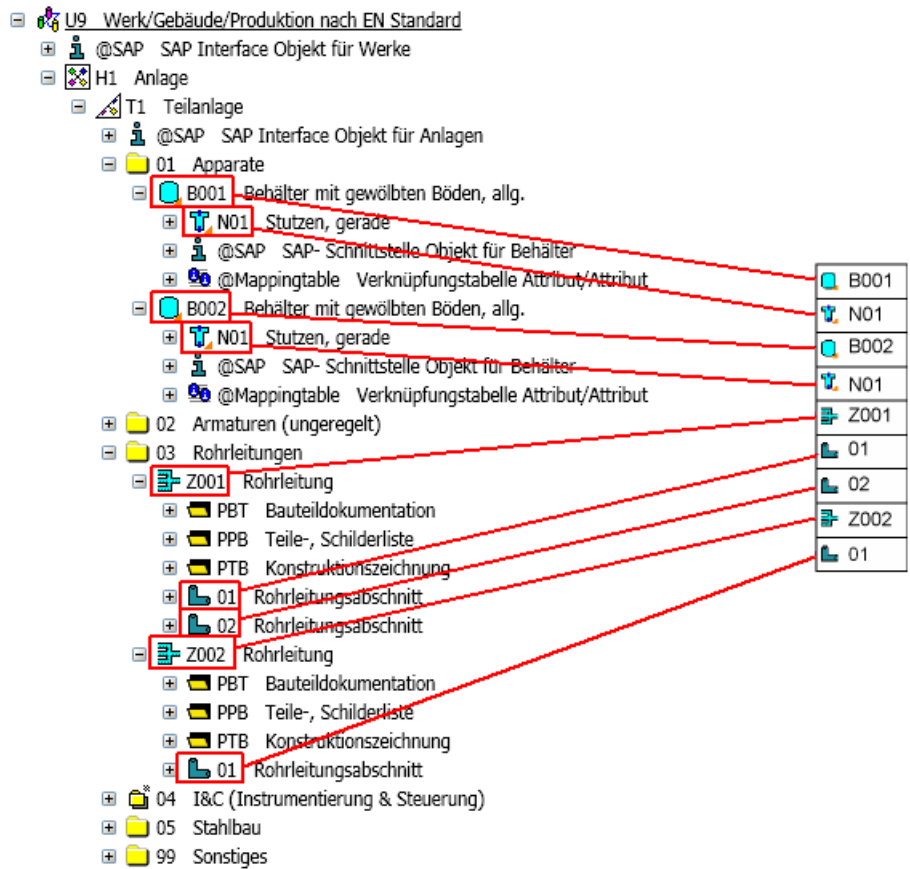 U9 Werk/Gebäude/Produktion nach EN Standard
@SAP SAP Interface Objekt für Werke
H1 Anlage
T1 Teilanlage
@SAP SAP Interface Objekt für Anlagen
01 Apparate
B001 Behälter mit gewölbten Böden, allg.
N01 Stutzen, gerade
@SAP SAP- Schnittstelle Objekt für Behälter
@Mappingtable Verknüpfungstabelle Attribut/Attribut
B002 Behälter mit gewölbten Böden, allg.
N01 Stutzen, gerade
@SAP SAP- Schnittstelle Objekt für Behälter
@Mappingtable Verknüpfungstabelle Attribut/Attribut
02 Armaturen (ungeregelt)
03 Rohrleitungen
Z001 Rohrleitung
PBT Bauteildokumentation
PPB Teile-, Schilderliste
PTB Konstruktionszeichnung
01 Rohrleitungsabschnitt
02 Rohrleitungsabschnitt
Z002 Rohrleitung
PBT Bauteildokumentation
PPB Teile-, Schilderliste
PTB Konstruktionszeichnung
01 Rohrleitungsabschnitt
04 I&C (Instrumentierung & Steuerung)
05 Stahlbau
99 Sonstiges
B001
N01
B002
N01
Z001
01
02
Z002
01